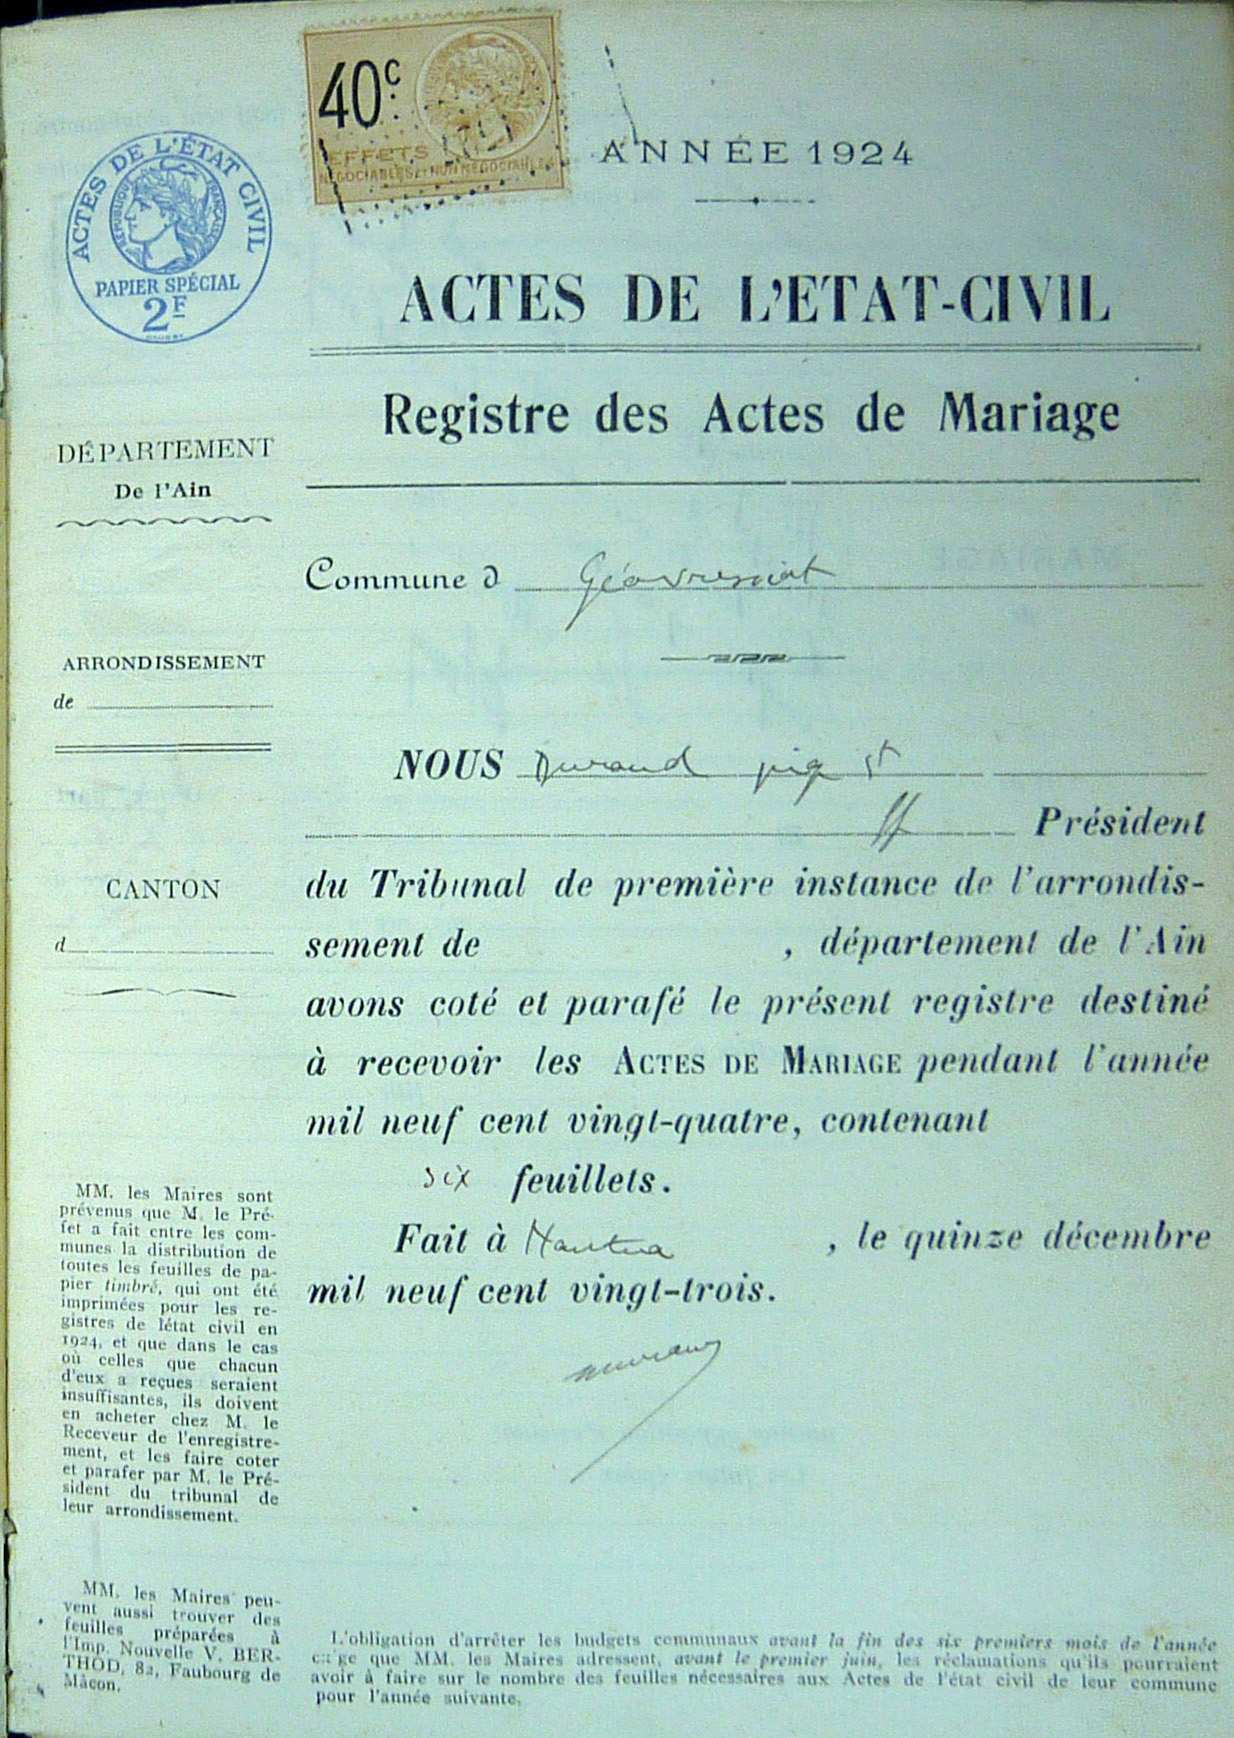 40c
EFFETS
NÉGOCIABLES ET NON NÉGOCIABLES
ANNÉE 1924
ACTES DE L'ÉTAT CIVIL
RÉPUBLIQUE FRANÇAISE
PAPIER SPÉCIAL
2F
ACTES DE L'ETAT-CIVIL
Registre des Actes de Mariage
DÉPARTEMENT
De l'Ain
Commune d Géovresniat
ARRONDISSEMENT
de
NOUS Durand
ff Président
CANTON
d
du Tribunal de première instance de l'arrondis-
sement de , département de l'Ain
avons coté et parafé le présent registre destiné
à recevoir les ACTES DE MARIAGE pendant l'année
mil neuf cent vingt-quatre, contenant
six feuillets.
Fait à Nantua , le quinze décembre
mil neuf cent vingt-trois.
Durand
MM. les Maires sont
prévenus que M. le Pré-
fet a fait entre les com-
munes la distribution de
toutes les feuilles de pa-
pier timbré, qui ont été
imprimées pour les re-
gistres de létat civil en
1924, et que dans le cas
où celles que chacun
d'eux a reçues seraient
insuffisantes, ils doivent
en acheter chez M. le
Receveur de l'enregistre-
ment, et les faire coter
et parafer par M. le Pré-
sident du tribunal de
leur arrondissement.
MM. les Maires peu-
vent aussi trouver des
feuilles préparées à
l'Imp. Nouvelle V. BER-
THOD, 82, Faubourg de
Mâcon.
L'obligation d'arrêter les budgets communaux avant la fin des six premiers mois de l'année
exige que MM. les Maires adressent, avant le premier juin, les réclamations qu'ils pourraient
avoir à faire sur le nombre des feuilles nécessaires aux Actes de l'état civil de leur commune
pour l'année suivante.